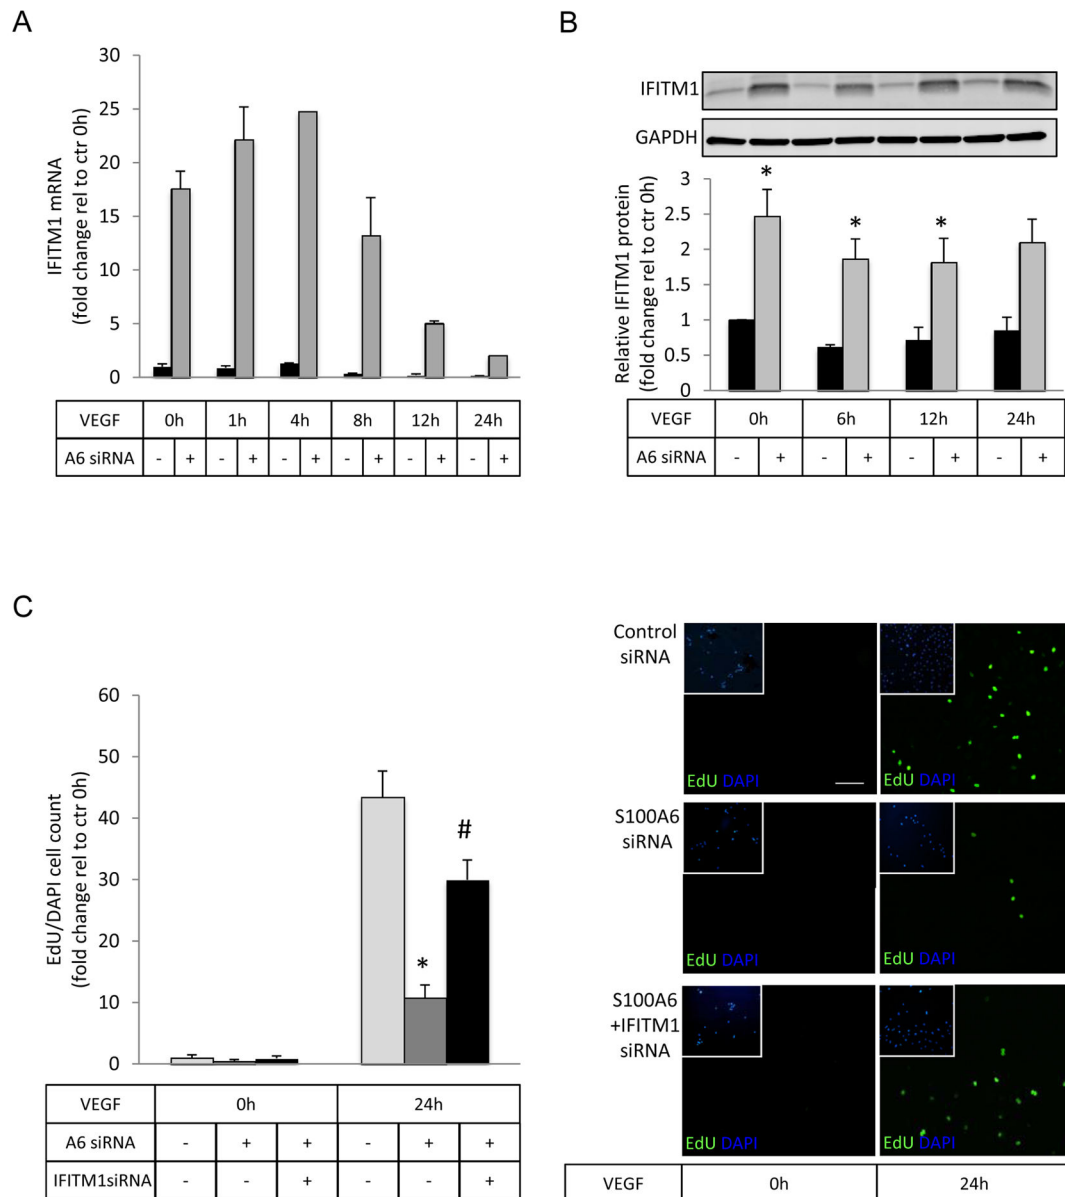 A
30
25
20
15
10
5
0
IFITM1 mRNA
(fold change rel to ctr 0h)
VEGF 0h 1h 4h 8h 12h 24h
A6 siRNA - + - + - + - + - + - +
B
IFITM1
GAPDH
3
2.5
2
1.5
1
0.5
0
Relative IFITM1 protein
(fold change rel to ctr 0h)
* * *
VEGF 0h 6h 12h 24h
A6 siRNA - + - + - + - +
C
60
50
40
30
20
10
0
EdU/DAPI cell count
(fold change rel to ctr 0h)
* #
VEGF 0h 24h
A6 siRNA - + + - + +
IFITM1siRNA - - + - - +
Control
siRNA
EdU DAPI EdU DAPI
S100A6
siRNA
EdU DAPI EdU DAPI
S100A6
+IFITM1
siRNA
EdU DAPI EdU DAPI
VEGF 0h 24h